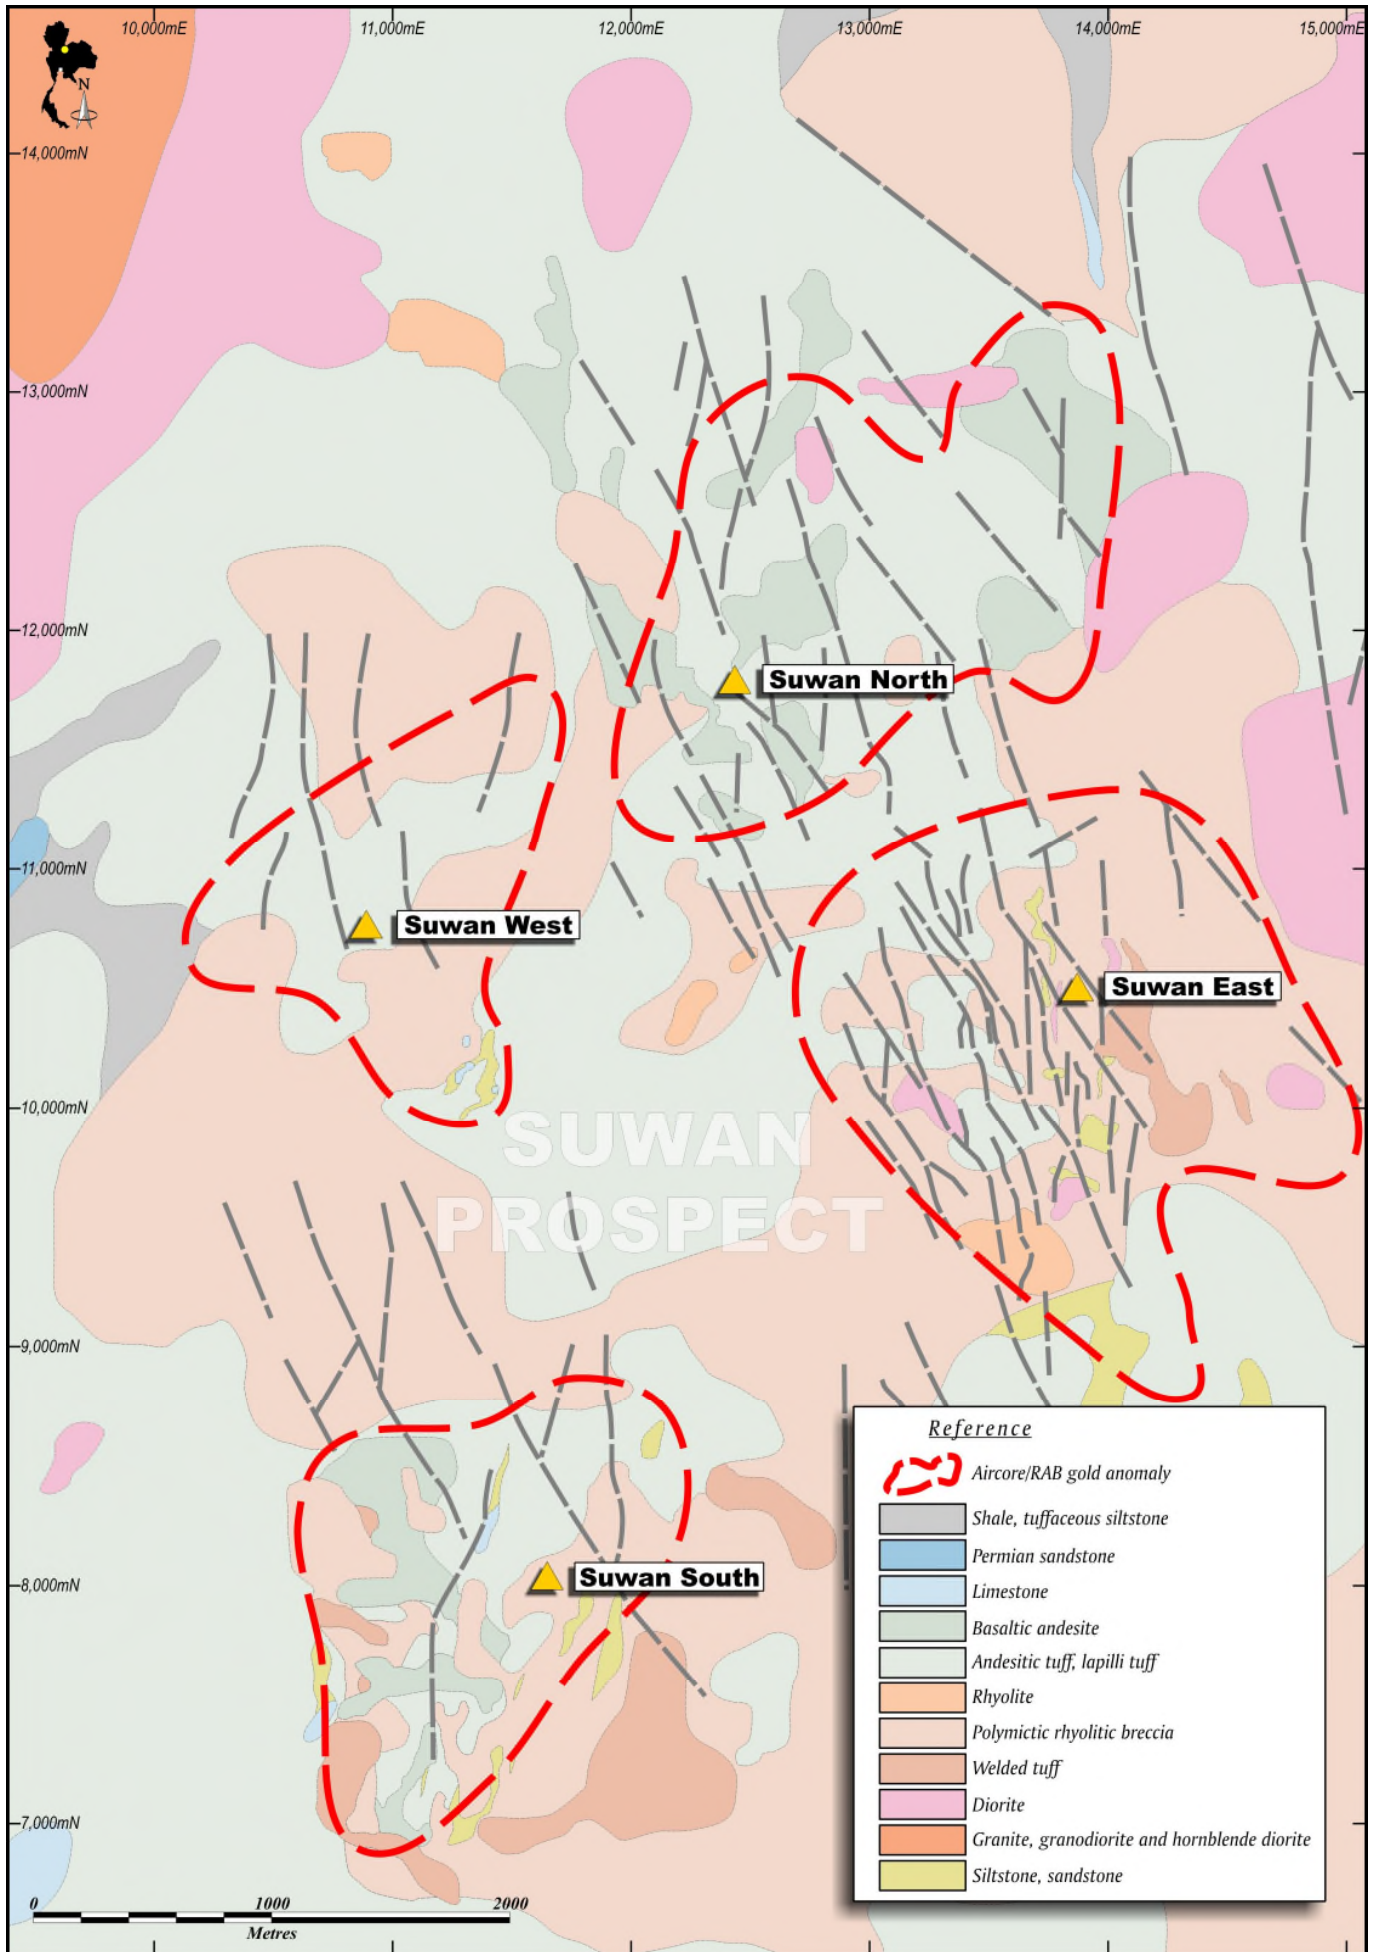 10,000mE
11,000mE
12,000mE
13,000mE
14,000mE
15,000mE
N
14,000mN
13,000mN
12,000mN
Suwan North
11,000mN
Suwan West
Suwan East
10,000mN
SUWAN
PROSPECT
9,000mN
Reference
Aircore/RAB gold anomaly
Shale, tuffaceous siltstone
Permian sandstone
Limestone
Basaltic andesite
Andesitic tuff, lapilli tuff
Rhyolite
Polymictic rhyolitic breccia
Welded tuff
Diorite
Granite, granodiorite and hornblende diorite
Siltstone, sandstone
Suwan South
8,000mN
7,000mN
0 1000 2000
Metres